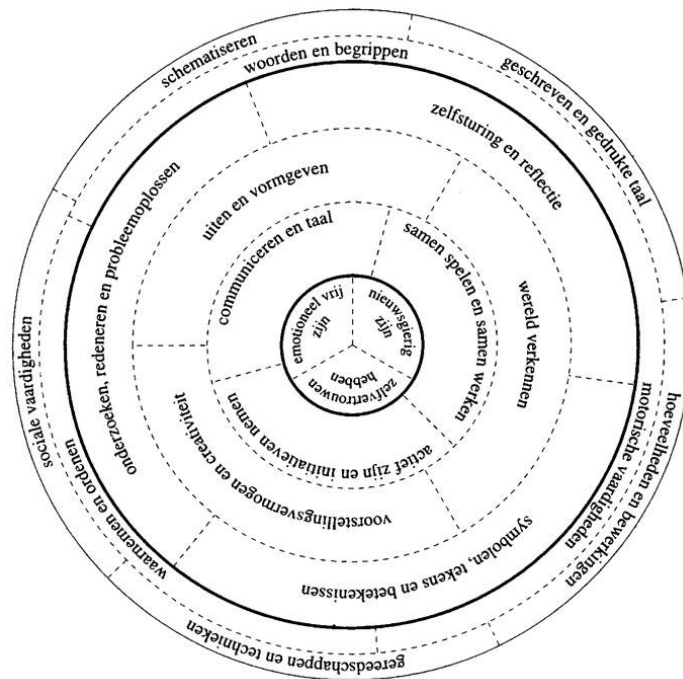 schematiseren
woorden en begrippen
geschreven en gedrukte taal
zelfsturing en reflectie
onderzoeken, redeneren en probleemoplossen
uiten en vormgeven
communiceren en taal
samen spelen en samen werken
wereld verkennen
emotioneel vrij
zijn
nieuwsgierig
zijn
zelfvertrouwen
hebben
actief zijn en initiatieven nemen
voorstellingsvermogen en creativiteit
symbolen, tekens en betekenissen
sociale vaardigheden
waarnemen en ordenen
motorische vaardigheden
hoeveelheden en bewerkingen
gereedschappen en technieken